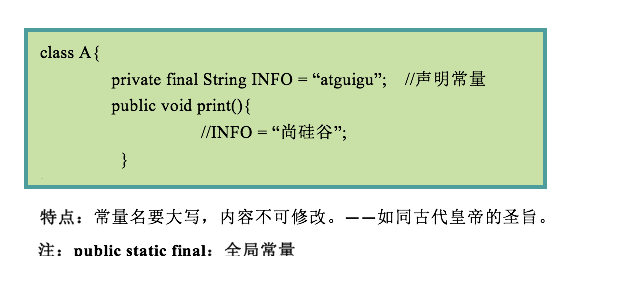 class A{
private final String INFO = “atguigu”; //声明常量
public void print(){
//INFO = “尚硅谷”;
}
特点：常量名要大写，内容不可修改。——如同古代皇帝的圣旨。
注：public static final：全局常量